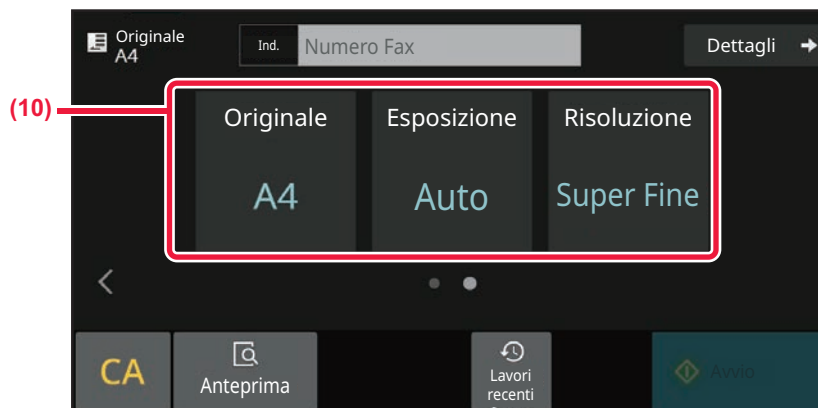 Originale
A4
Ind. Numero Fax
Dettagli
(10)
Originale Esposizione Risoluzione
A4 Auto Super Fine
CA
Anteprima
Lavori
recenti
Avvio